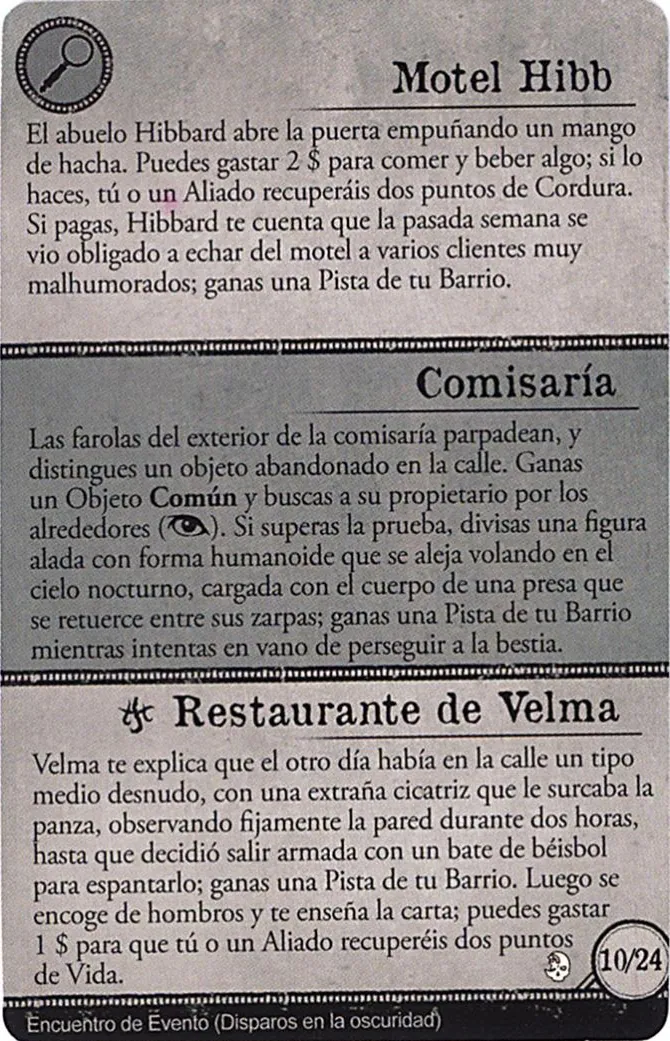 Motel Hibb
El abuelo Hibbard abre la puerta empuñando un mango
de hacha. Puedes gastar 2 $ para comer y beber algo; si lo
haces, tú o un Aliado recuperáis dos puntos de Cordura.
Si pagas, Hibbard te cuenta que la pasada semana se
vio obligado a echar del motel a varios clientes muy
malhumorados; ganas una Pista de tu Barrio.
Comisaría
Las farolas del exterior de la comisaría parpadean, y
distingues un objeto abandonado en la calle. Ganas
un Objeto Común y buscas a su propietario por los
alrededores (). Si superas la prueba, divisas una figura
alada con forma humanoide que se aleja volando en el
cielo nocturno, cargada con el cuerpo de una presa que
se retuerce entre sus zarpas; ganas una Pista de tu Barrio
mientras intentas en vano de perseguir a la bestia.
Restaurante de Velma
Velma te explica que el otro día había en la calle un tipo
medio desnudo, con una extraña cicatriz que le surcaba la
panza, observando fijamente la pared durante dos horas,
hasta que decidió salir armada con un bate de béisbol
para espantarlo; ganas una Pista de tu Barrio. Luego se
encoge de hombros y te enseña la carta; puedes gastar
1 $ para que tú o un Aliado recuperéis dos puntos
de Vida.
10/24
Encuentro de Evento (Disparos en la oscuridad)